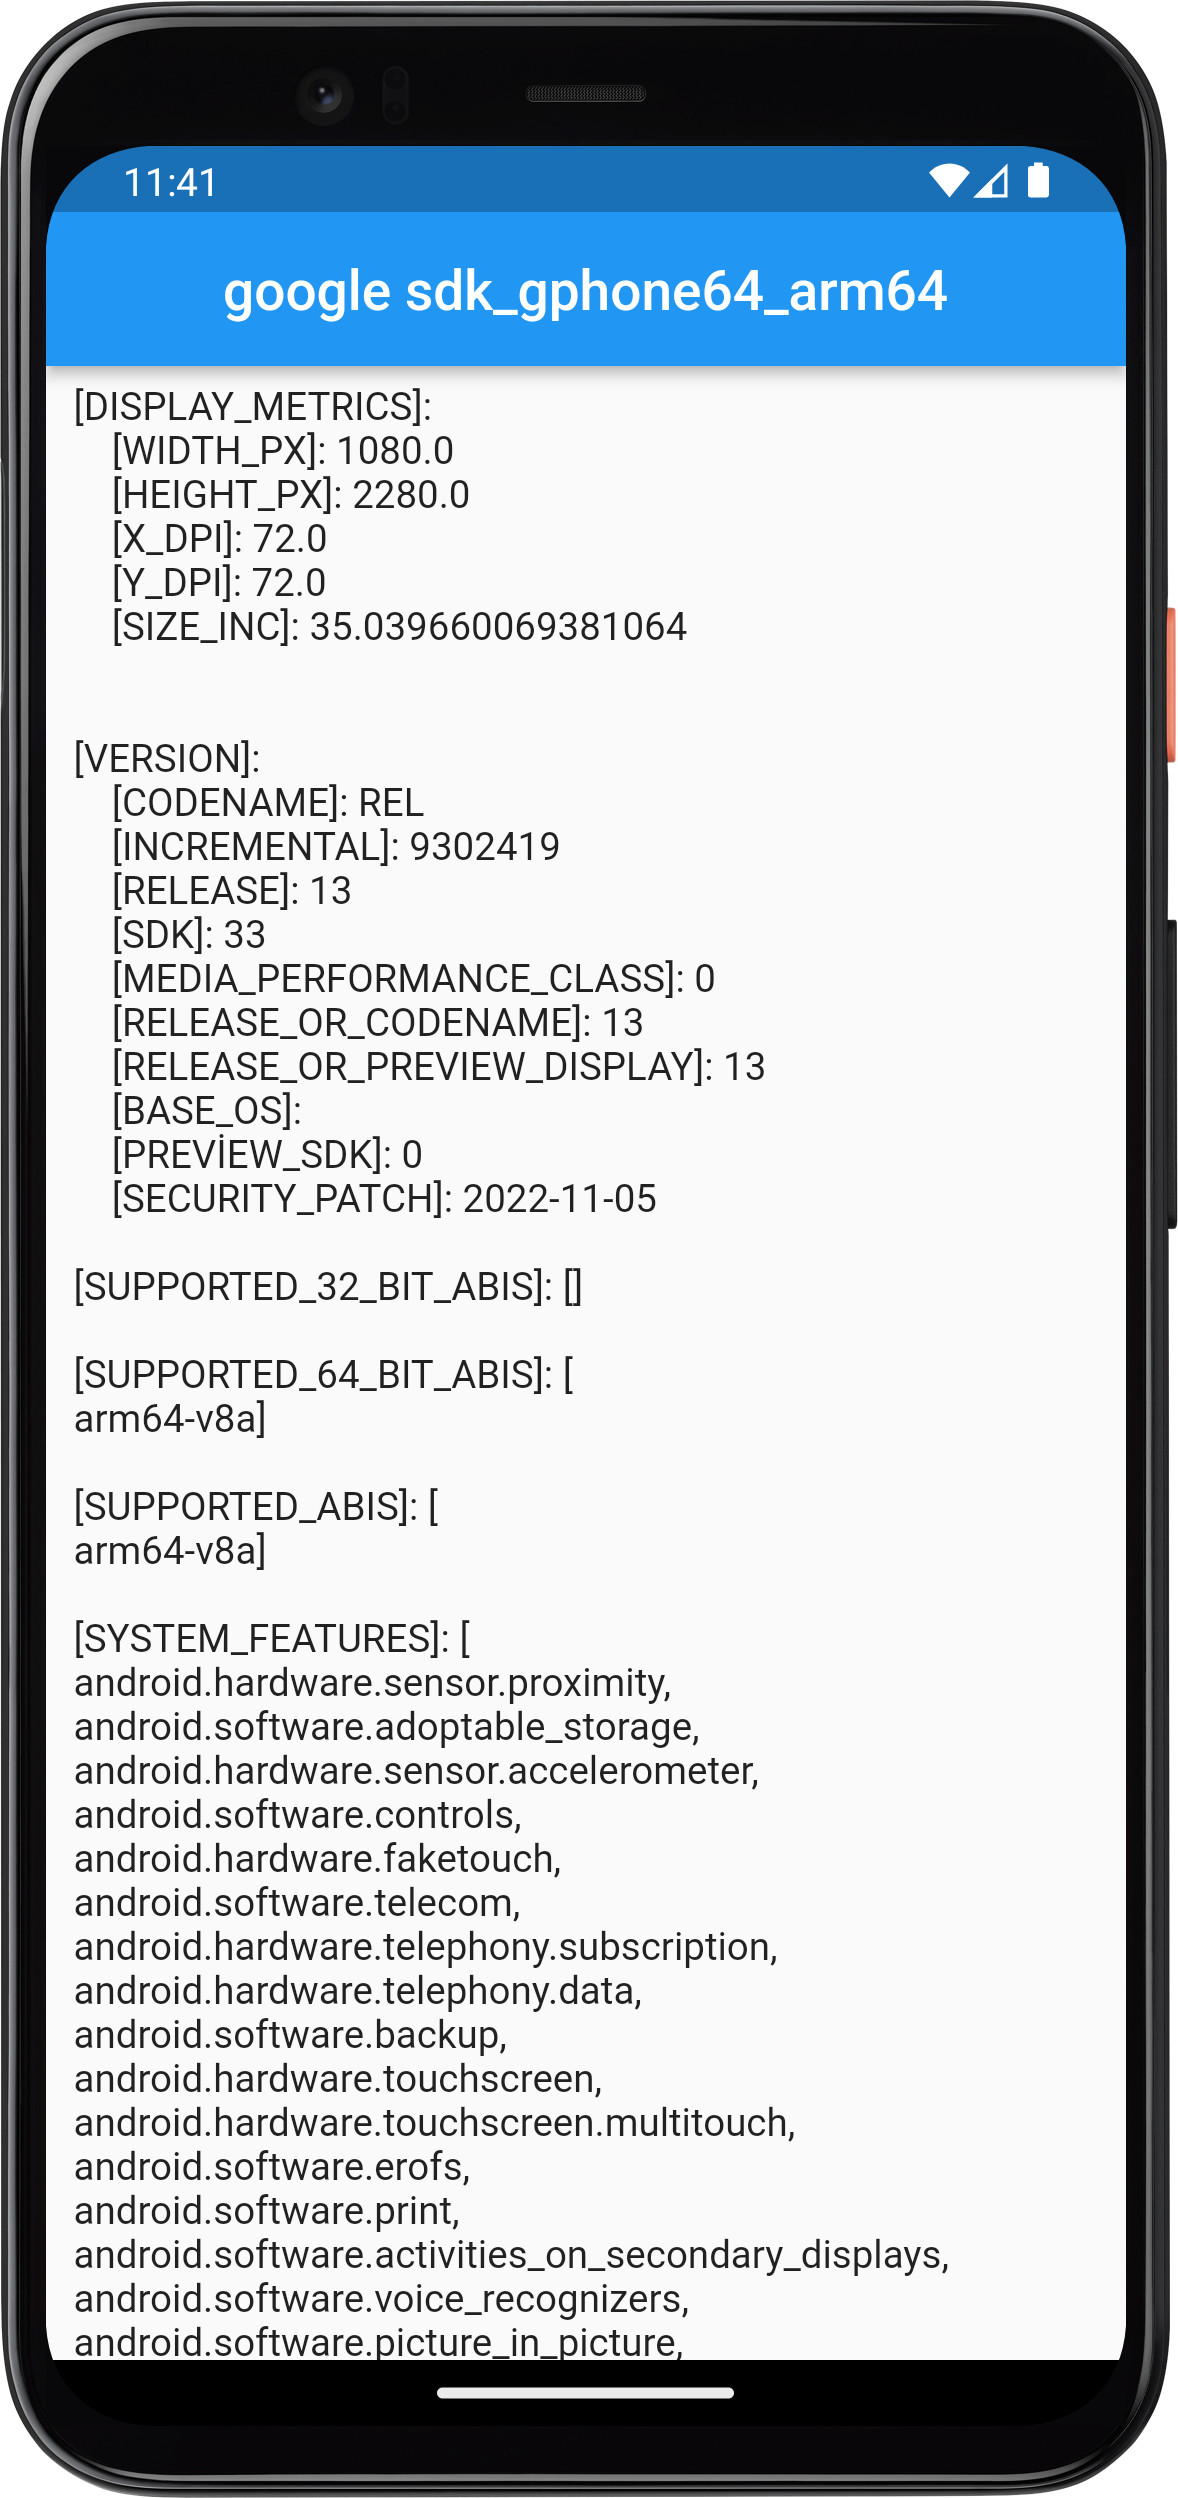 11:41
google sdk_gphone64_arm64
[DISPLAY_METRICS]:
[WIDTH_PX]: 1080.0
[HEIGHT_PX]: 2280.0
[X_DPI]: 72.0
[Y_DPI]: 72.0
[SIZE_INC]: 35.039660069381064
[VERSION]:
[CODENAME]: REL
[INCREMENTAL]: 9302419
[RELEASE]: 13
[SDK]: 33
[MEDIA_PERFORMANCE_CLASS]: 0
[RELEASE_OR_CODENAME]: 13
[RELEASE_OR_PREVIEW_DISPLAY]: 13
[BASE_OS]:
[PREVİEW_SDK]: 0
[SECURITY_PATCH]: 2022-11-05
[SUPPORTED_32_BIT_ABIS]: []
[SUPPORTED_64_BIT_ABIS]: [
arm64-v8a]
[SUPPORTED_ABIS]: [
arm64-v8a]
[SYSTEM_FEATURES]: [
android.hardware.sensor.proximity,
android.software.adoptable_storage,
android.hardware.sensor.accelerometer,
android.software.controls,
android.hardware.faketouch,
android.software.telecom,
android.hardware.telephony.subscription,
android.hardware.telephony.data,
android.software.backup,
android.hardware.touchscreen,
android.hardware.touchscreen.multitouch,
android.software.erofs,
android.software.print,
android.software.activities_on_secondary_displays,
android.software.voice_recognizers,
android.software.picture_in_picture,